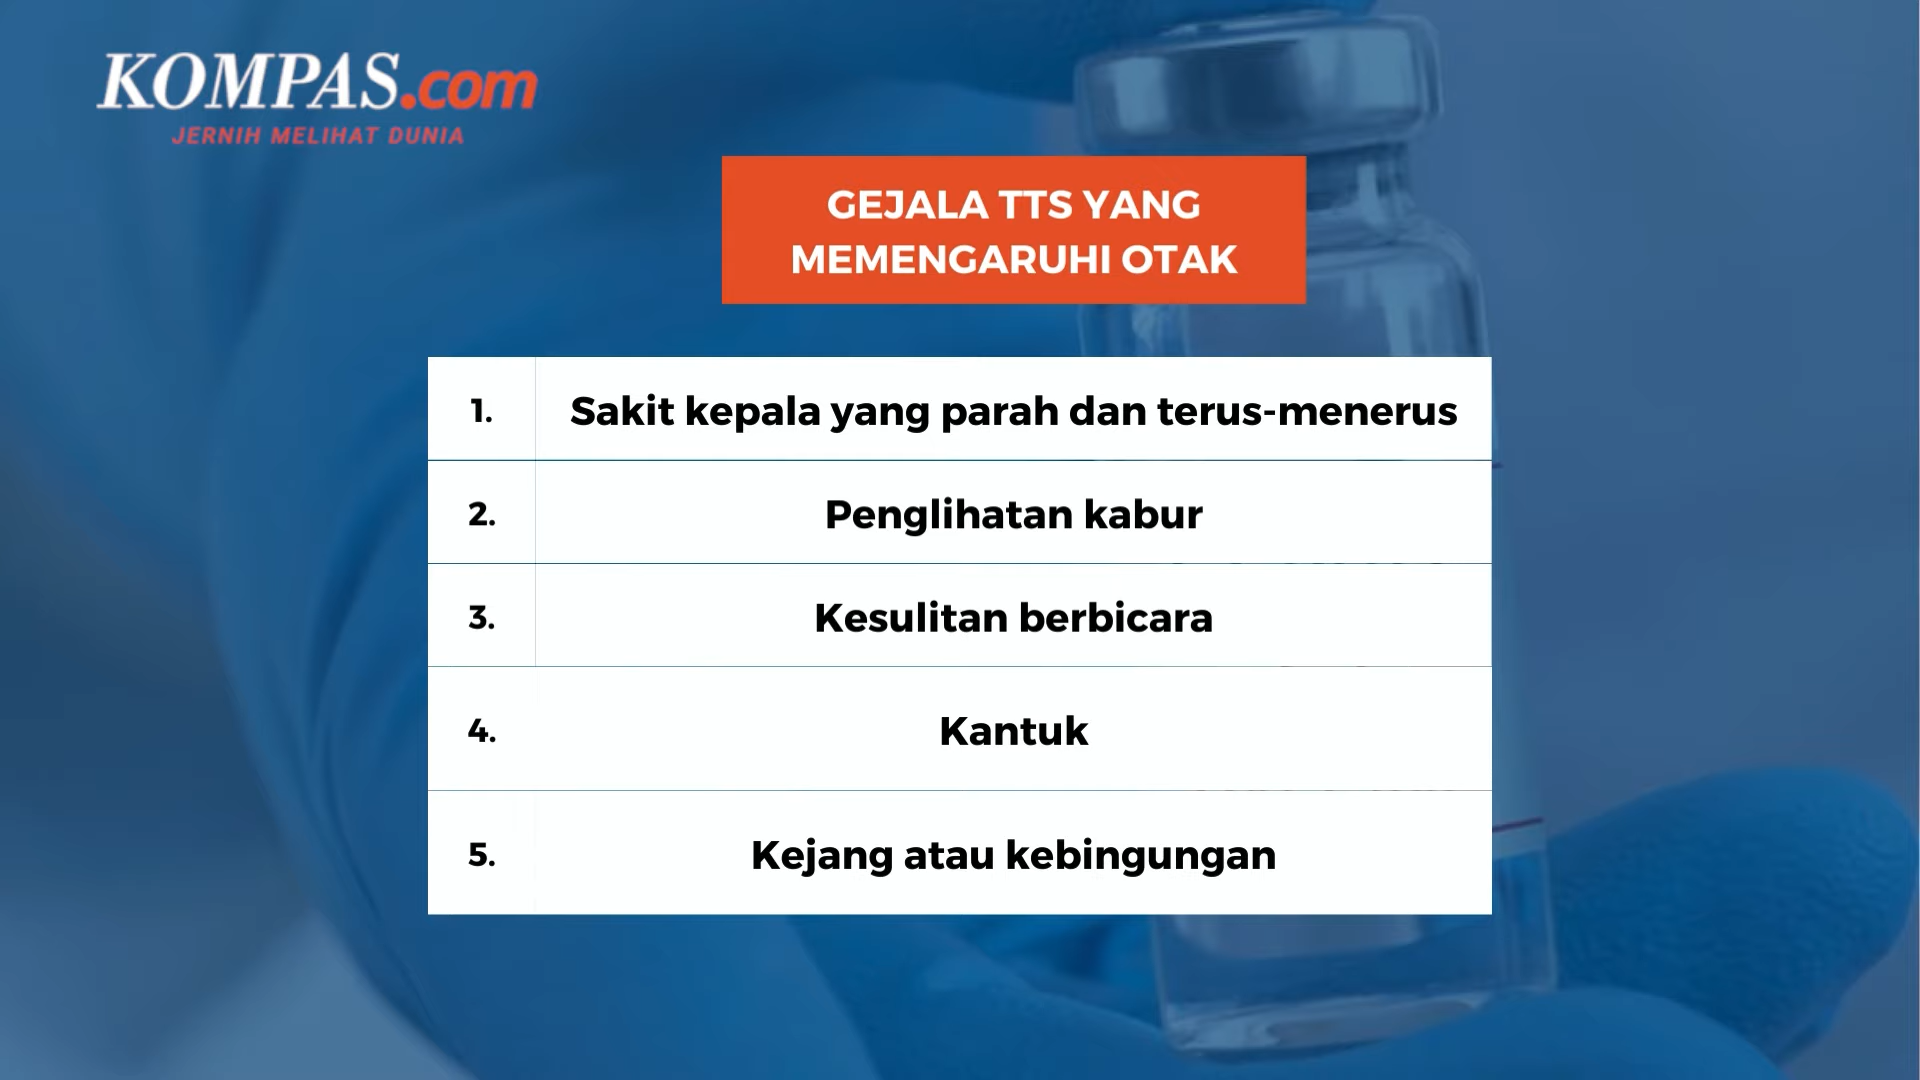 KOMPAS.com
JERNIH MELIHAT DUNIA
GEJALA TTS YANG
MEMENGARUHI OTAK
1. Sakit kepala yang parah dan terus-menerus
2. Penglihatan kabur
3. Kesulitan berbicara
4. Kantuk
5. Kejang atau kebingungan